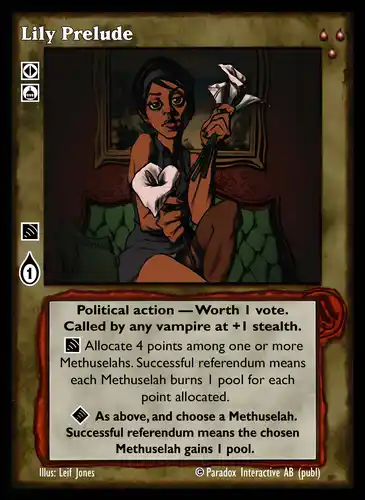 Lily Prelude
1
Political action — Worth 1 vote.
Called by any vampire at +1 stealth.
Allocate 4 points among one or more
Methuselahs. Successful referendum means
each Methuselah burns 1 pool for each
point allocated.
As above, and choose a Methuselah.
Successful referendum means the chosen
Methuselah gains 1 pool.
Illus: Leif Jones
© Paradox Interactive AB (publ)